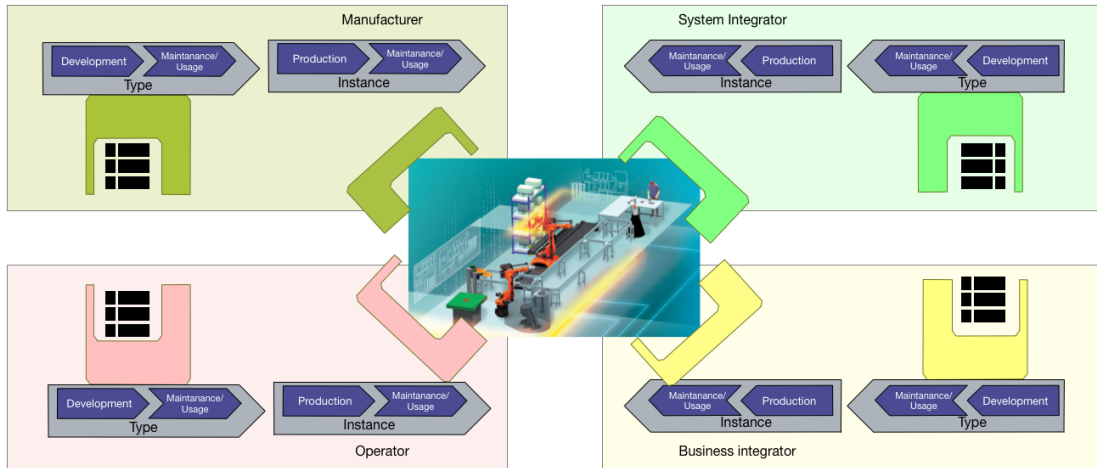 Manufacturer
Development
Maintanance/
Usage
Type
Production
Maintanance/
Usage
Instance
System Integrator
Maintanance/
Usage
Production
Instance
Maintanance/
Usage
Development
Type
Development
Maintanance/
Usage
Type
Production
Maintanance/
Usage
Instance
Operator
Maintanance/
Usage
Production
Instance
Maintanance/
Usage
Development
Type
Business integrator